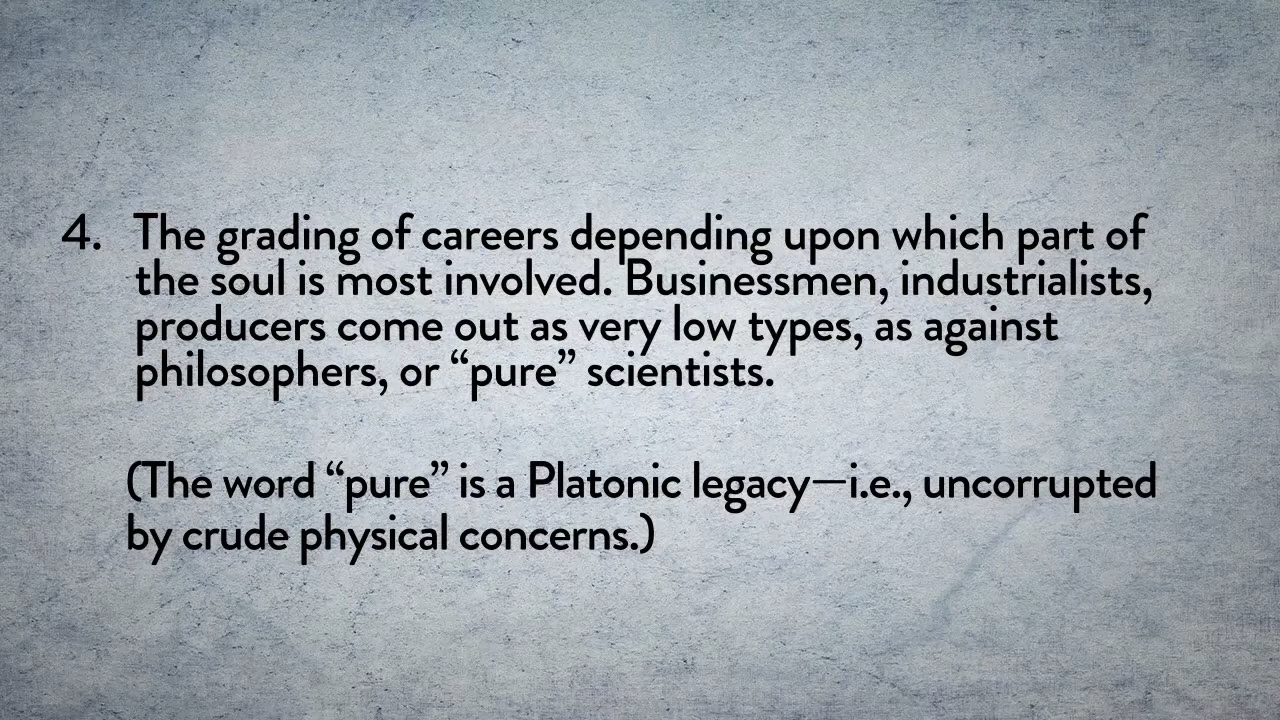 4. The grading of careers depending upon which part of
the soul is most involved. Businessmen, industrialists,
producers come out as very low types, as against
philosophers, or “pure” scientists.
(The word “pure” is a Platonic legacy—i.e., uncorrupted
by crude physical concerns.)